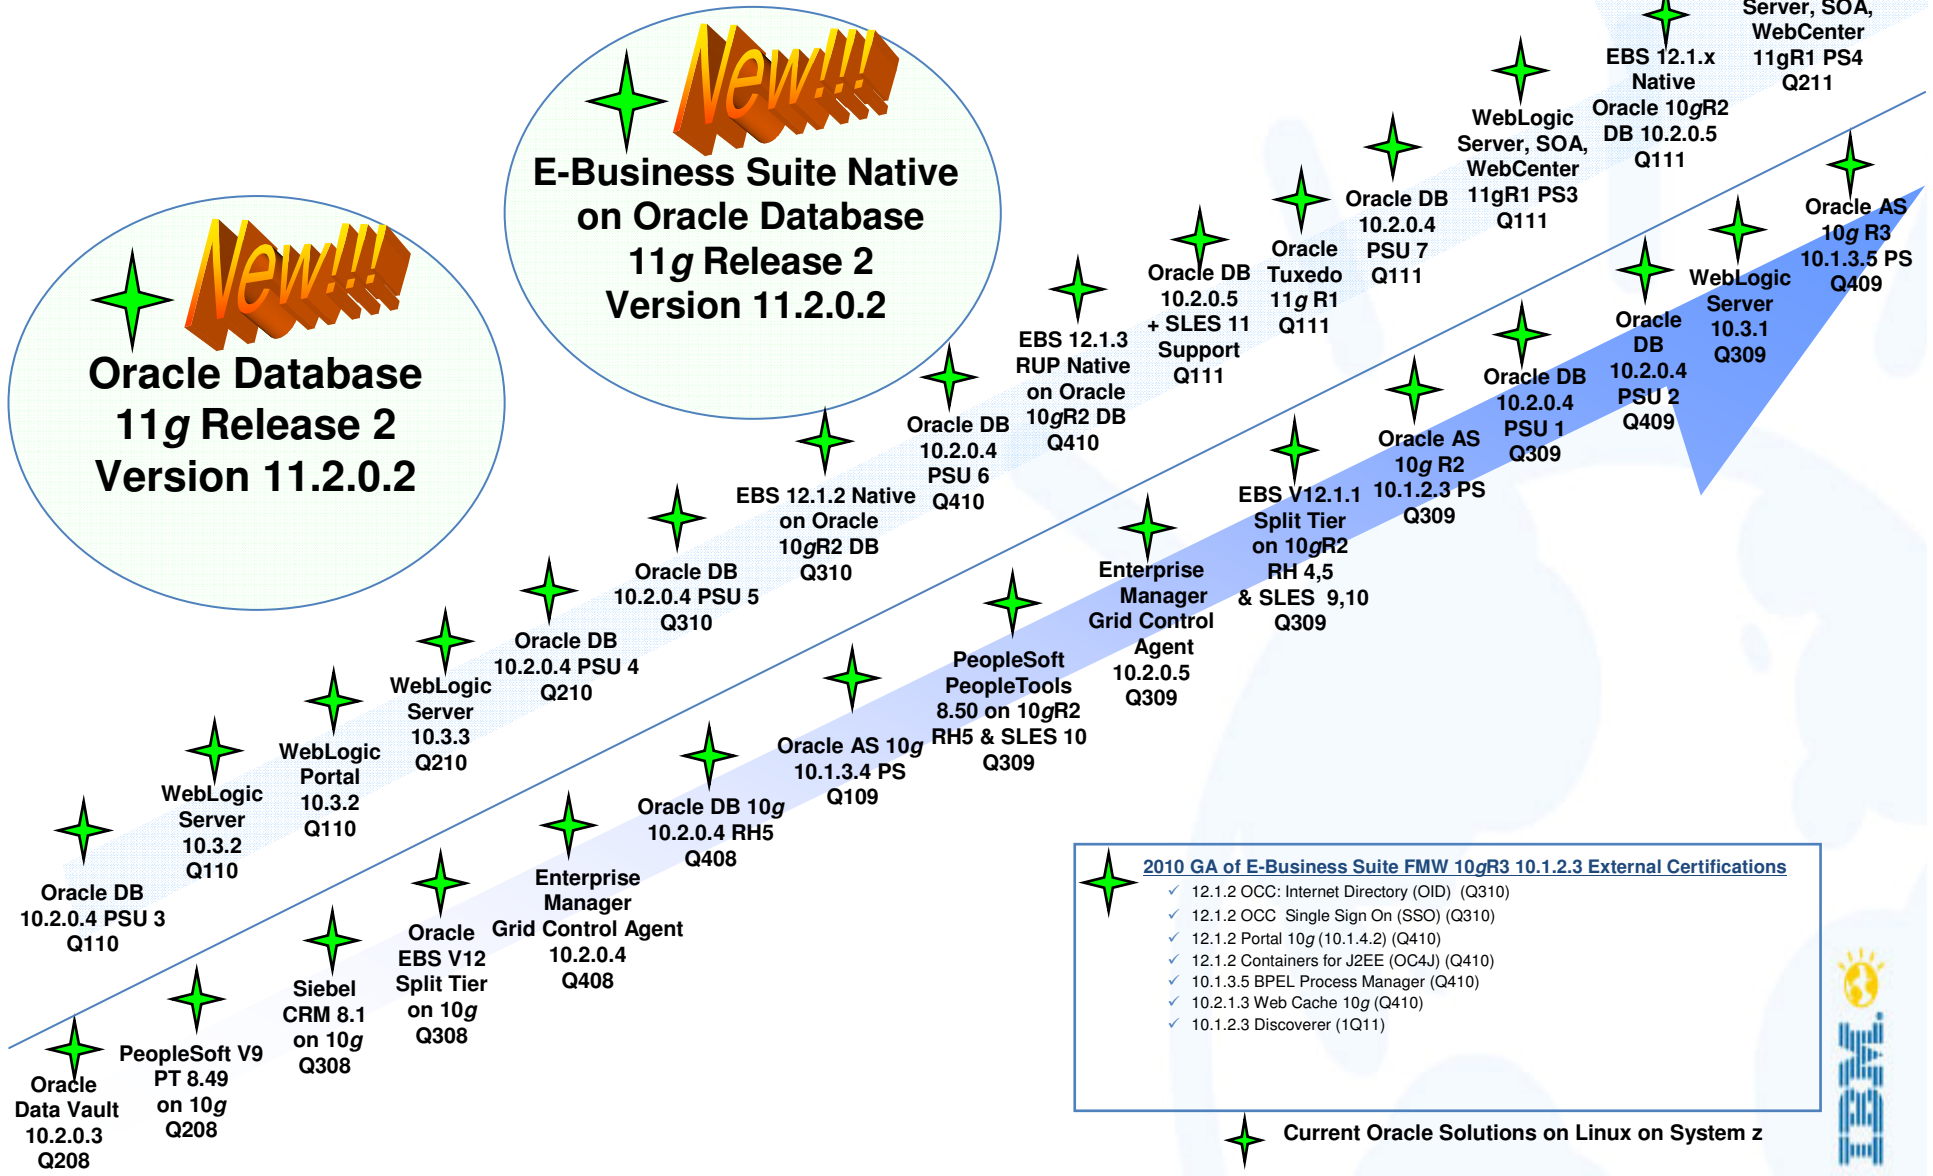 New!!!
Oracle Database
11g Release 2
Version 11.2.0.2
New!!!
E-Business Suite Native
on Oracle Database
11g Release 2
Version 11.2.0.2
Oracle DB
10.2.0.4 PSU 3
Q110
WebLogic
Server
10.3.2
Q110
WebLogic
Portal
10.3.2
Q110
WebLogic
Server
10.3.3
Q210
Oracle DB
10.2.0.4 PSU 4
Q210
Oracle DB
10.2.0.4 PSU 5
Q310
EBS 12.1.2 Native
on Oracle
10gR2 DB
Q310
Oracle DB
10.2.0.4
PSU 6
Q410
EBS 12.1.3
RUP Native
on Oracle
10gR2 DB
Q410
Oracle DB
10.2.0.5
+ SLES 11
Support
Q111
Oracle
Tuxedo
11g R1
Q111
Oracle DB
10.2.0.4
PSU 7
Q111
WebLogic
Server, SOA,
WebCenter
11gR1 PS3
Q111
EBS 12.1.x
Native
Oracle 10gR2
DB 10.2.0.5
Q111
Server, SOA,
WebCenter
11gR1 PS4
Q211
Oracle
Data Vault
10.2.0.3
Q208
PeopleSoft V9
PT 8.49
on 10g
Q208
Siebel
CRM 8.1
on 10g
Q308
Oracle
EBS V12
Split Tier
on 10g
Q308
Enterprise
Manager
Grid Control Agent
10.2.0.4
Q408
Oracle DB 10g
10.2.0.4 RH5
Q408
Oracle AS 10g
10.1.3.4 PS
Q109
PeopleSoft
PeopleTools
8.50 on 10gR2
RH5 & SLES 10
Q309
Enterprise
Manager
Grid Control
Agent
10.2.0.5
Q309
EBS V12.1.1
Split Tier
on 10gR2
RH 4,5
& SLES 9,10
Q309
Oracle AS
10g R2
10.1.2.3 PS
Q309
Oracle DB
10.2.0.4
PSU 1
Q309
Oracle
DB
10.2.0.4
PSU 2
Q409
WebLogic
Server
10.3.1
Q309
Oracle AS
10g R3
10.1.3.5 PS
Q409
2010 GA of E-Business Suite FMW 10gR3 10.1.2.3 External Certifications
✓ 12.1.2 OCC: Internet Directory (OID) (Q310)
✓ 12.1.2 OCC Single Sign On (SSO) (Q310)
✓ 12.1.2 Portal 10g (10.1.4.2) (Q410)
✓ 12.1.2 Containers for J2EE (OC4J) (Q410)
✓ 10.1.3.5 BPEL Process Manager (Q410)
✓ 10.2.1.3 Web Cache 10g (Q410)
✓ 10.1.2.3 Discoverer (1Q11)
Current Oracle Solutions on Linux on System z
IBM.